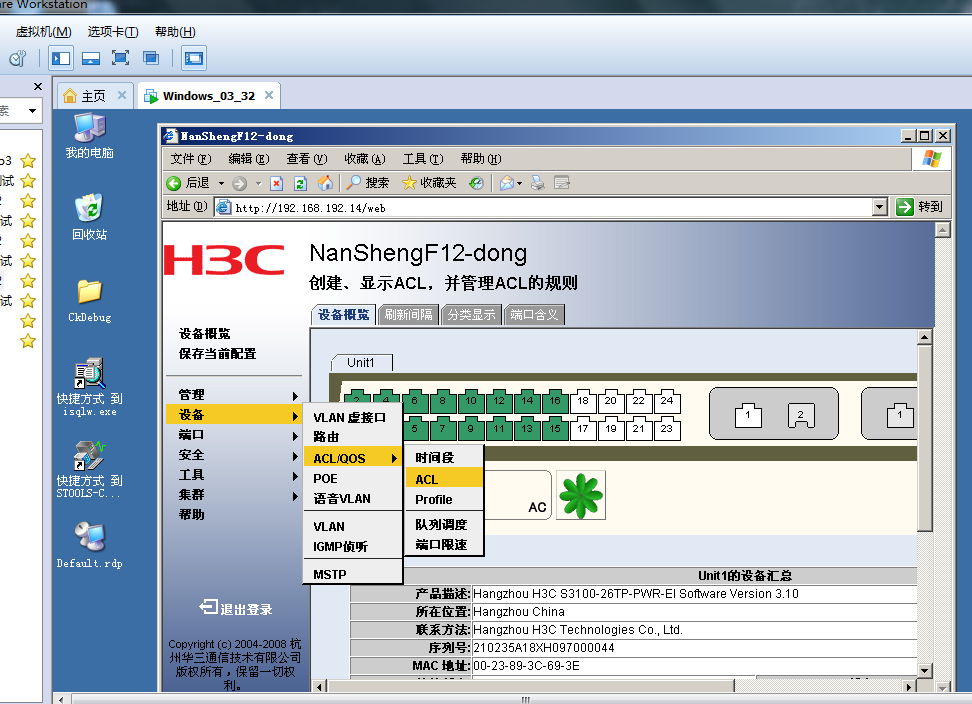 re Workstation
虚拟机(M) 选项卡(T) 帮助(H)
主页 Windows_03_32
索
p3
试
试
试
试
我的电脑
回收站
CkDebug
快捷方式 到
isqlw.exe
快捷方式 到
STOOLS-C...
Default.rdp
NanShengF12-dong
文件(F) 编辑(E) 查看(V) 收藏(A) 工具(T) 帮助(H)
后退 搜索 收藏夹
地址(D) http://192.168.192.14/web 转到
H3C
NanShengF12-dong
创建、显示ACL，并管理ACL的规则
设备概览 刷新间隔 分类显示 端口含义
设备概览
保存当前配置
管理
设备
端口
安全
工具
集群
帮助
VLAN 虚接口
路由
ACL/QOS
POE
语音VLAN
VLAN
IGMP侦听
MSTP
时间段
ACL
Profile
队列调度
端口限速
Unit1
2 4 6 8 10 12 14 16 18 20 22 24
5 7 9 11 13 15 17 19 21 23
1 2
1
AC
Unit1的设备汇总
产品描述: Hangzhou H3C S3100-26TP-PWR-EI Software Version 3.10
所在位置: Hangzhou China
联系方法: Hangzhou H3C Technologies Co., Ltd.
序列号: 210235A18XH097000044
MAC 地址: 00-23-89-3C-69-3E
退出登录
Copyright (c) 2004-2008 杭
州华三通信技术有限公司
版权所有，保留一切权
利。